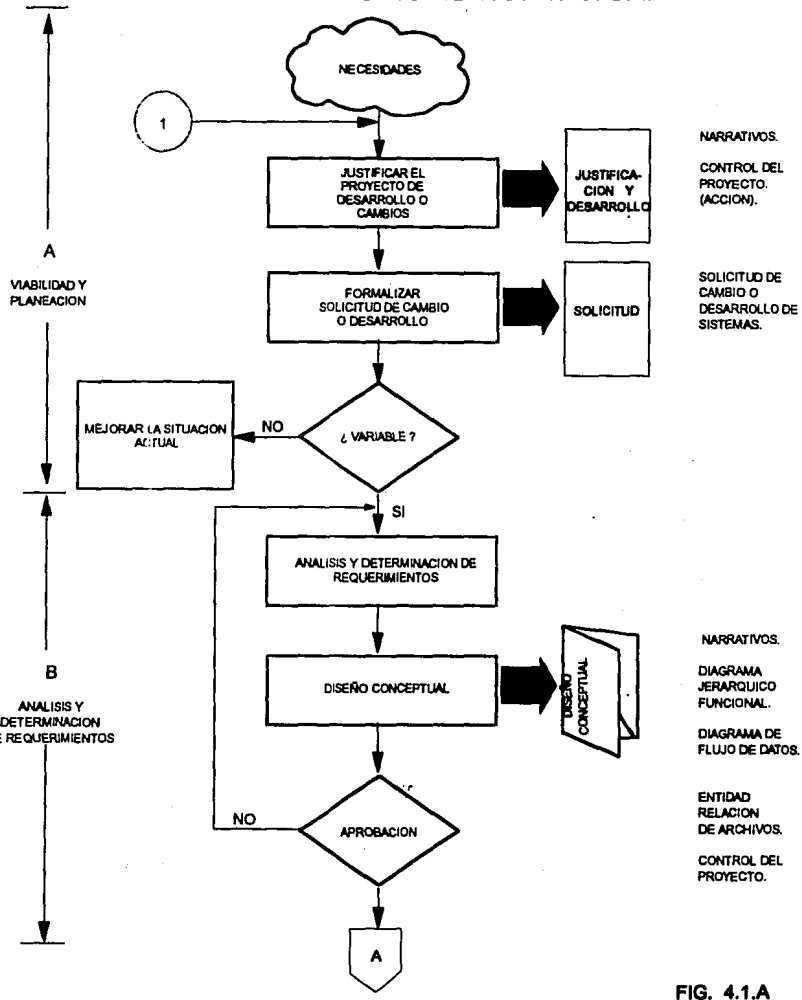 NECESIDADES
1
JUSTIFICAR EL
PROYECTO DE
DESARROLLO O
CAMBIOS
JUSTIFICA-
CION Y
DESARROLLO
NARRATIVOS.
CONTROL DEL
PROYECTO.
(ACCION).
A
VIABILIDAD Y
PLANEACION
FORMALIZAR
SOLICITUD DE CAMBIO
O DESARROLLO
SOLICITUD
SOLICITUD DE
CAMBIO O
DESARROLLO DE
SISTEMAS.
MEJORAR LA SITUACION
ACTUAL
NO
¿ VARIABLE ?
SI
ANALISIS Y DETERMINACION DE
REQUERIMIENTOS
B
ANALISIS Y
DETERMINACION
E REQUERIMIENTOS
DISEÑO CONCEPTUAL
DISEÑO
CONCEPTUAL
NARRATIVOS.
DIAGRAMA
JERARQUICO
FUNCIONAL.
DIAGRAMA DE
FLUJO DE DATOS.
ENTIDAD
RELACION
DE ARCHIVOS.
CONTROL DEL
PROYECTO.
NO
APROBACION
A
FIG. 4.1.A